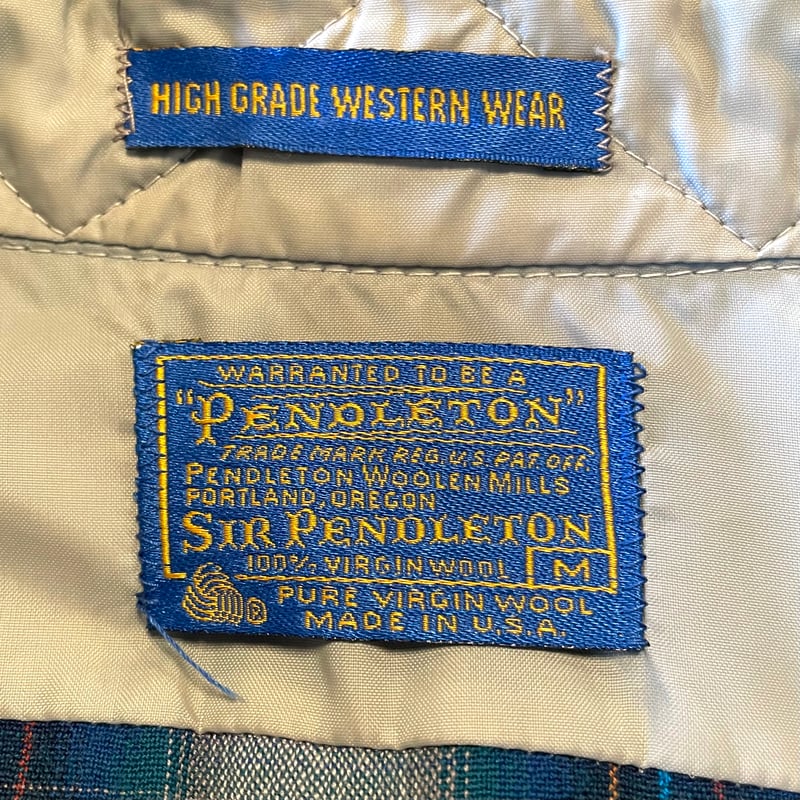 HIGH GRADE WESTERN WEAR
WARRANTED TO BE A
"PENDLETON"
TRADE MARK REG. U.S. PAT. OFF.
PENDLETON WOOLEN MILLS
PORTLAND, OREGON
SIR PENDLETON
100% VIRGIN WOOL M
® PURE VIRGIN WOOL
MADE IN U.S.A.